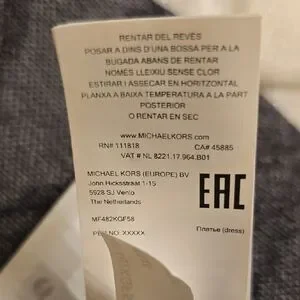 RENTAR DEL REVÉS
POSAR A DINS D'UNA BOSSA PER A LA
BUGADA ABANS DE RENTAR
NOMÉS LLEIXIU SENSE CLOR
ESTIRAR I ASSECAR EN HORITZONTAL
PLANXA A BAIXA TEMPERATURA A LA PART
POSTERIOR
O RENTAR EN SEC
www.MICHAELKORS.com
RN# 111818 CA# 45885
VAT # NL 8221.17.964.B01
MICHAEL KORS (EUROPE) BV
John Hicksstraat 1-15
5928 SJ Venlo
The Netherlands
EAC
MF482KGF58
XXXXX
Платье (dress)